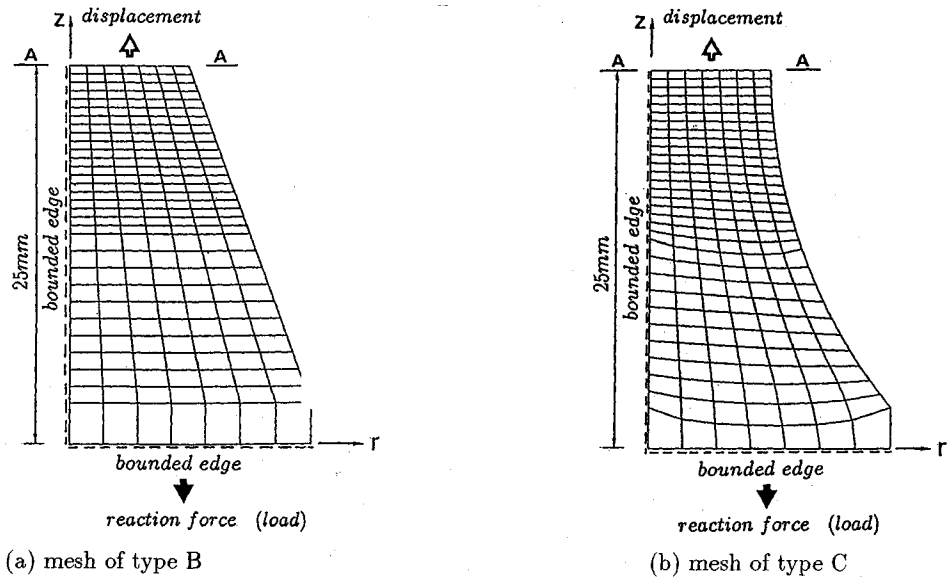 z displacement
A A
25mm
bounded edge
r
bounded edge
reaction force (load)
(a) mesh of type B
z displacement
A A
25mm
bounded edge
r
bounded edge
reaction force (load)
(b) mesh of type C